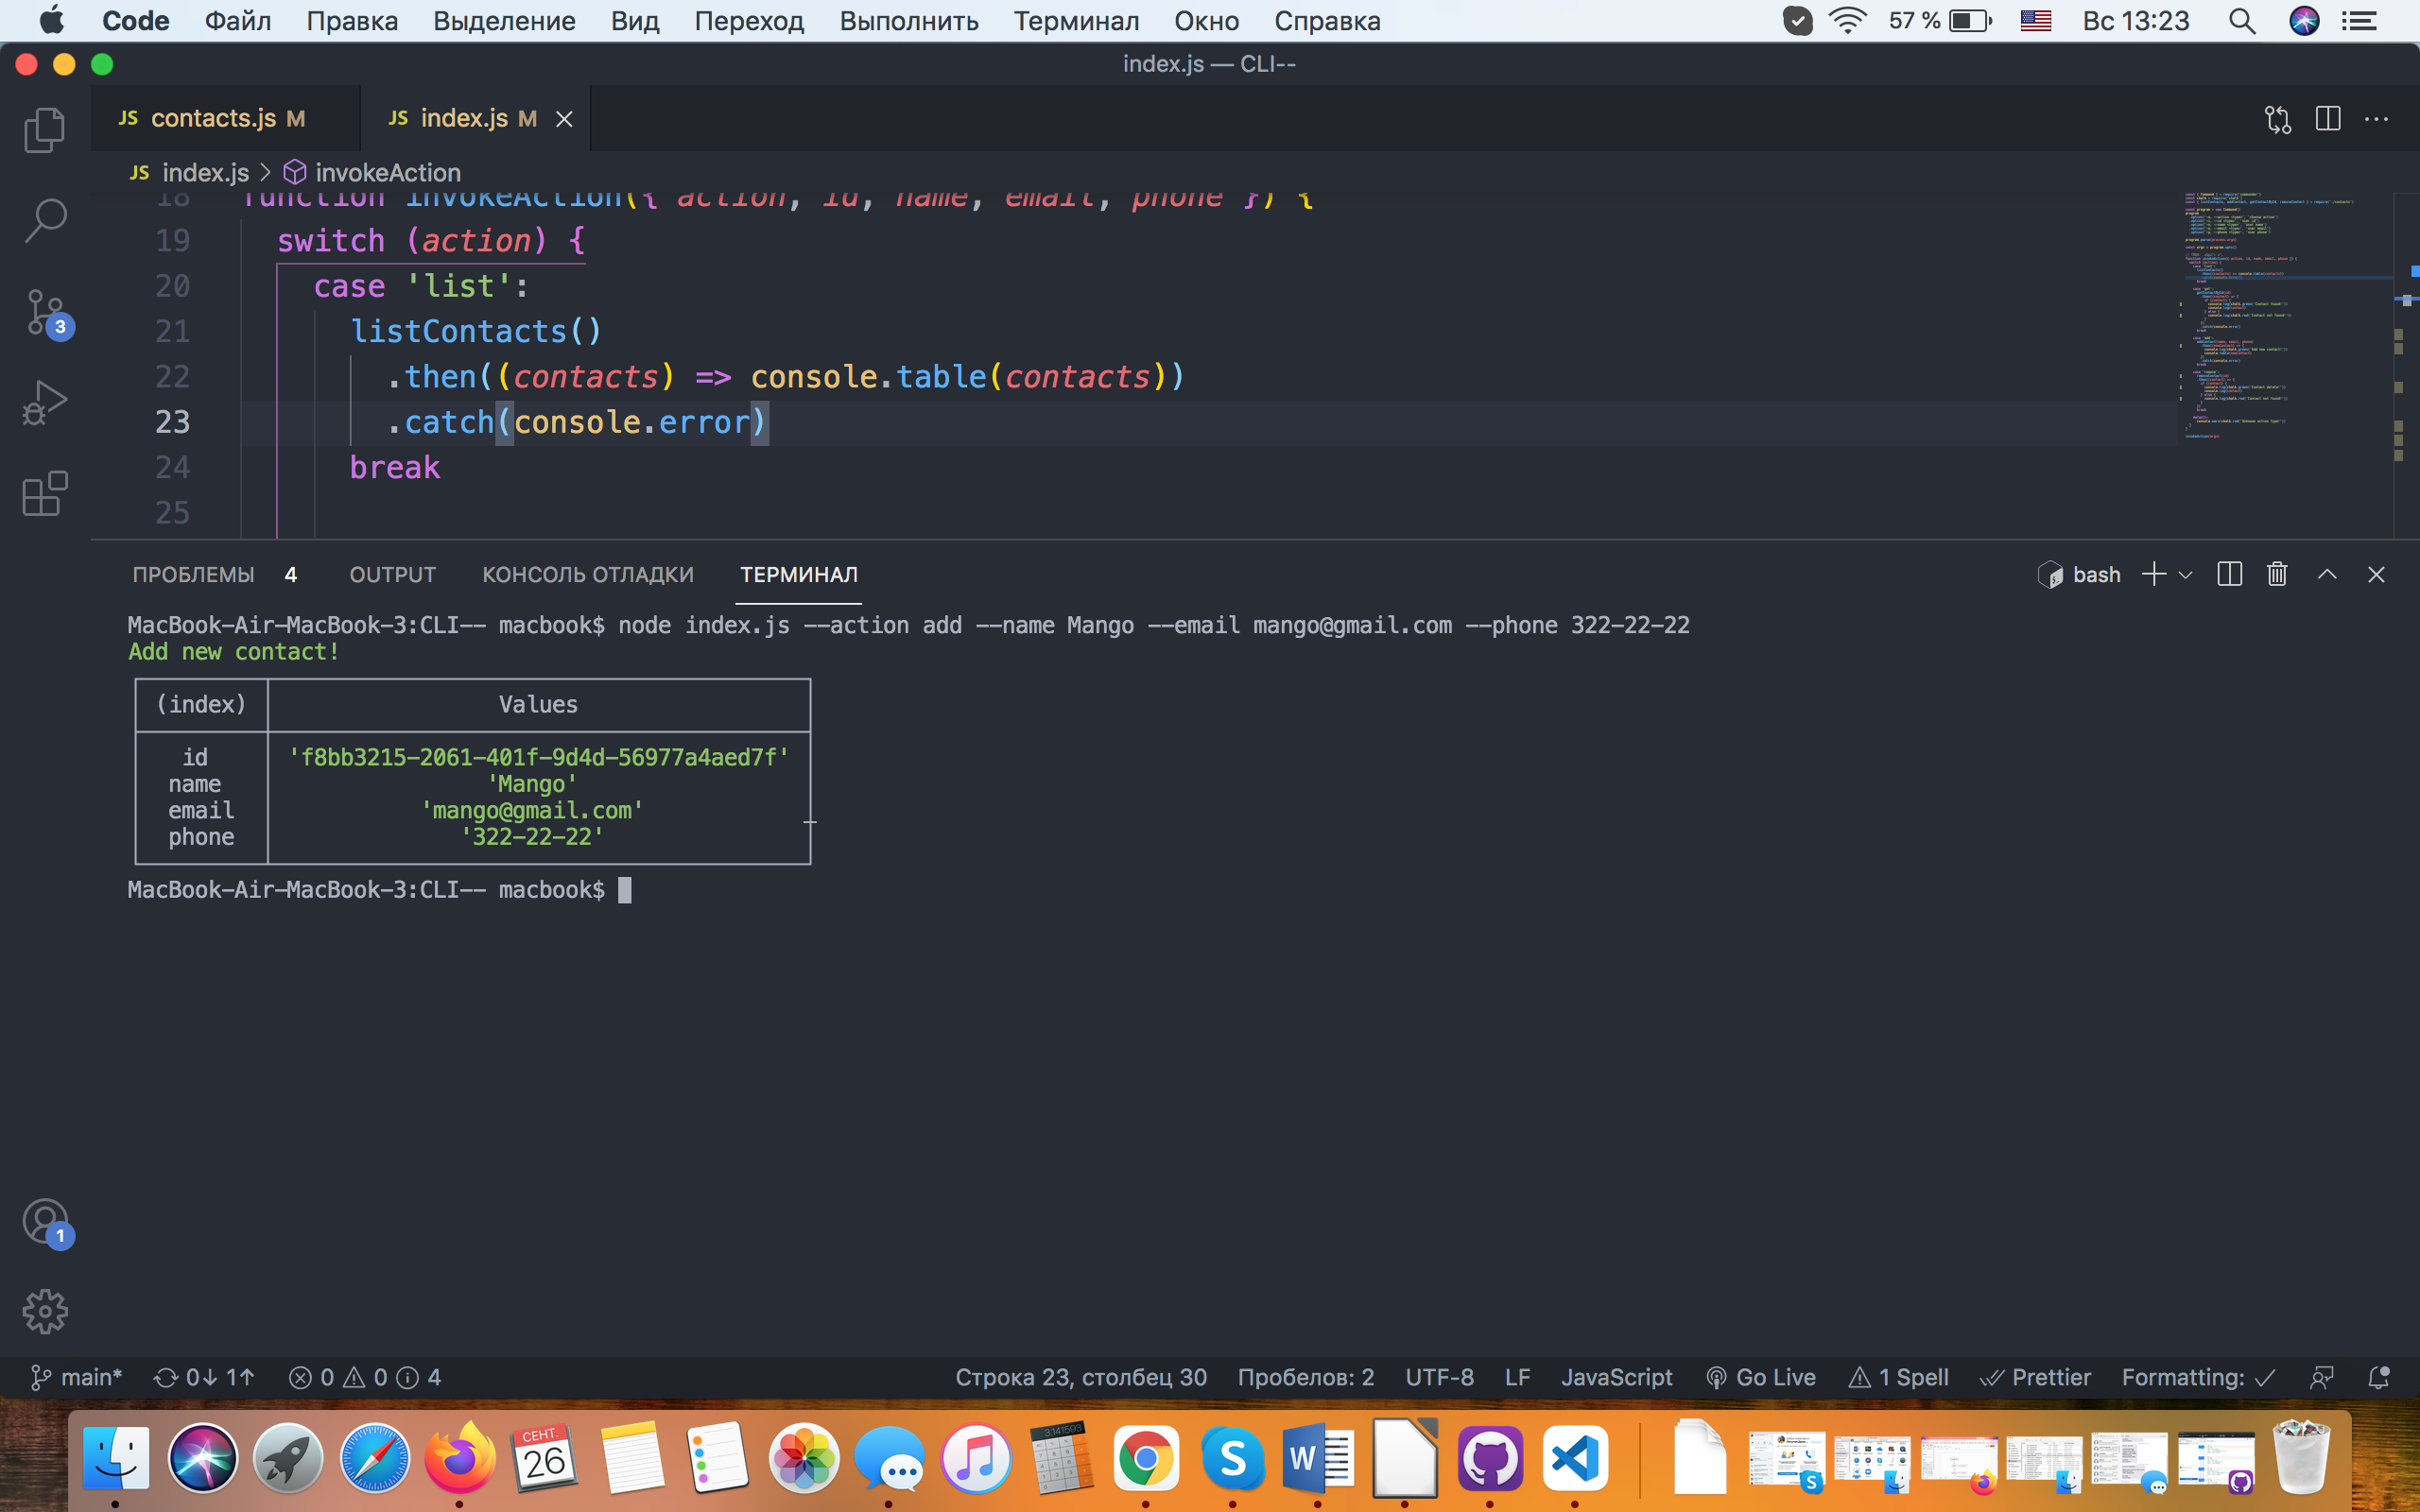 Code Файл Правка Выделение Вид Переход Выполнить Терминал Окно Справка 57 % Вс 13:23
index.js — CLI--
JS contacts.js M JS index.js M
JS index.js > invokeAction
18 function invokeAction({ action, id, name, email, phone }) {
19 switch (action) {
20 case 'list':
21 listContacts()
22 .then((contacts) => console.table(contacts))
23 .catch(console.error)
24 break
25
3
ПРОБЛЕМЫ 4 OUTPUT КОНСОЛЬ ОТЛАДКИ ТЕРМИНАЛ bash
MacBook-Air-MacBook-3:CLI-- macbook$ node index.js --action add --name Mango --email mango@gmail.com --phone 322-22-22
Add new contact!
(index) Values
id 'f8bb3215-2061-401f-9d4d-56977a4aed7f'
name 'Mango'
email 'mango@gmail.com'
phone '322-22-22'
MacBook-Air-MacBook-3:CLI-- macbook$
1
main* 0↓ 1↑ 0 0 4 Строка 23, столбец 30 Пробелов: 2 UTF-8 LF JavaScript Go Live 1 Spell Prettier Formatting: ✓
СЕНТ.
26
3.141593
S W